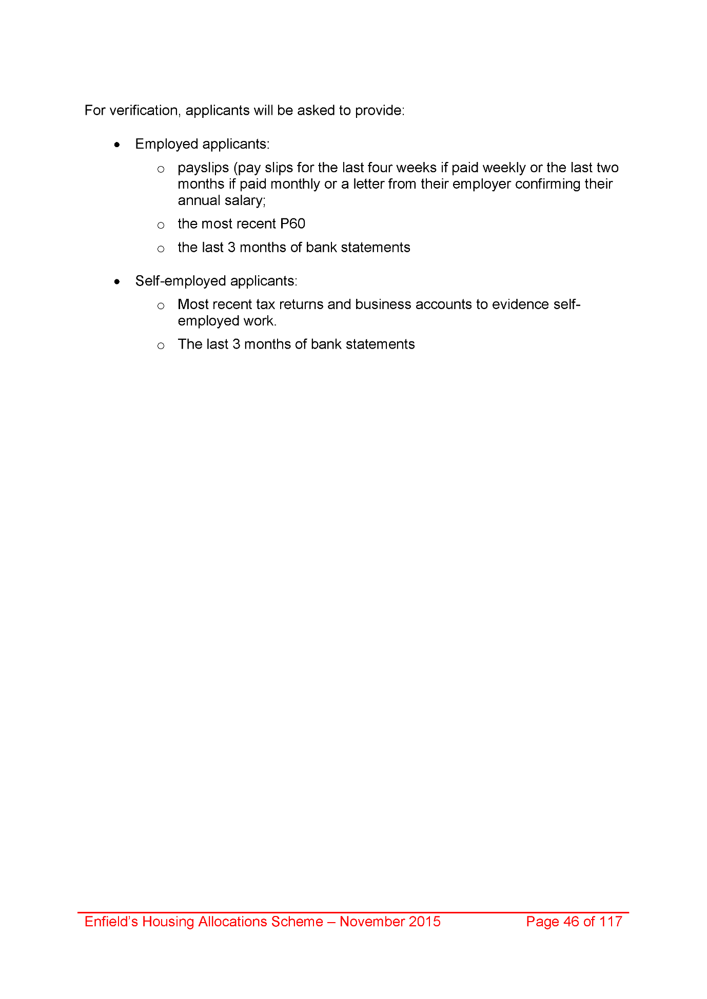 For verification, applicants will be asked to provide:
• Employed applicants:
o payslips (pay slips for the last four weeks if paid weekly or the last two
months if paid monthly or a letter from their employer confirming their
annual salary;
o the most recent P60
o the last 3 months of bank statements
• Self-employed applicants:
o Most recent tax returns and business accounts to evidence self-
employed work.
o The last 3 months of bank statements
Enfield’s Housing Allocations Scheme – November 2015 Page 46 of 117